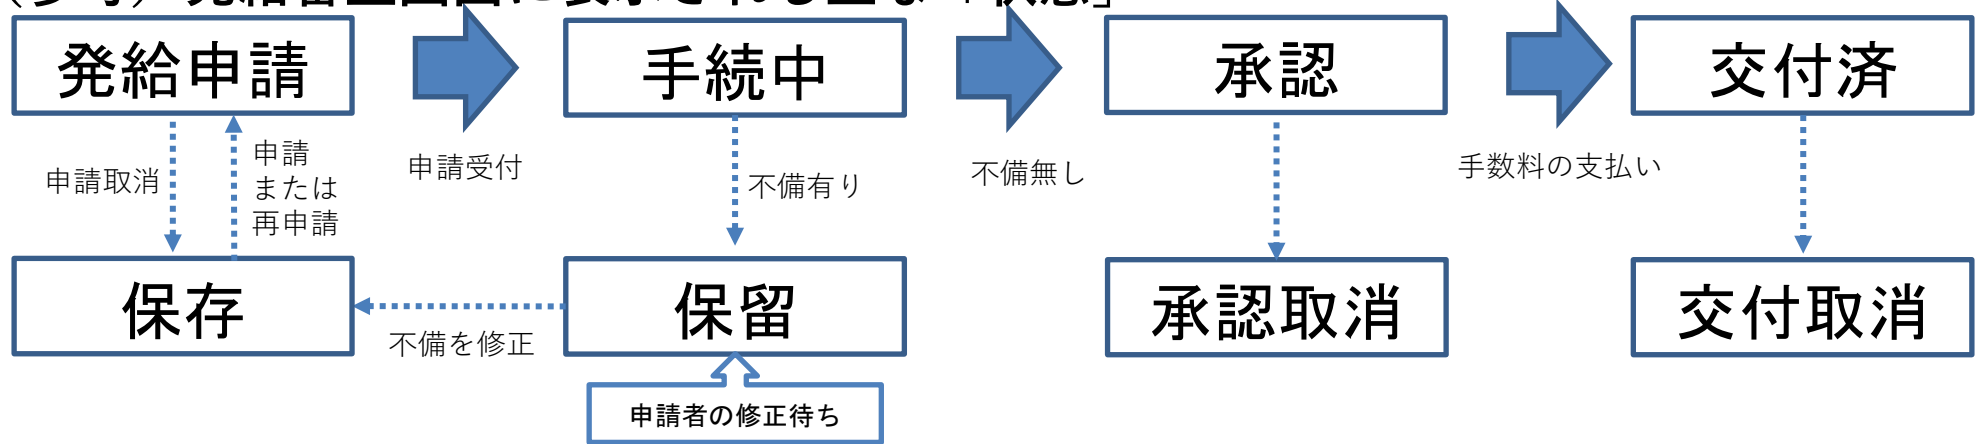 発給申請
手続中
承認
交付済
申請取消
申請
または
再申請
申請受付
不備有り
不備無し
手数料の支払い
保存
不備を修正
保留
承認取消
交付取消
申請者の修正待ち